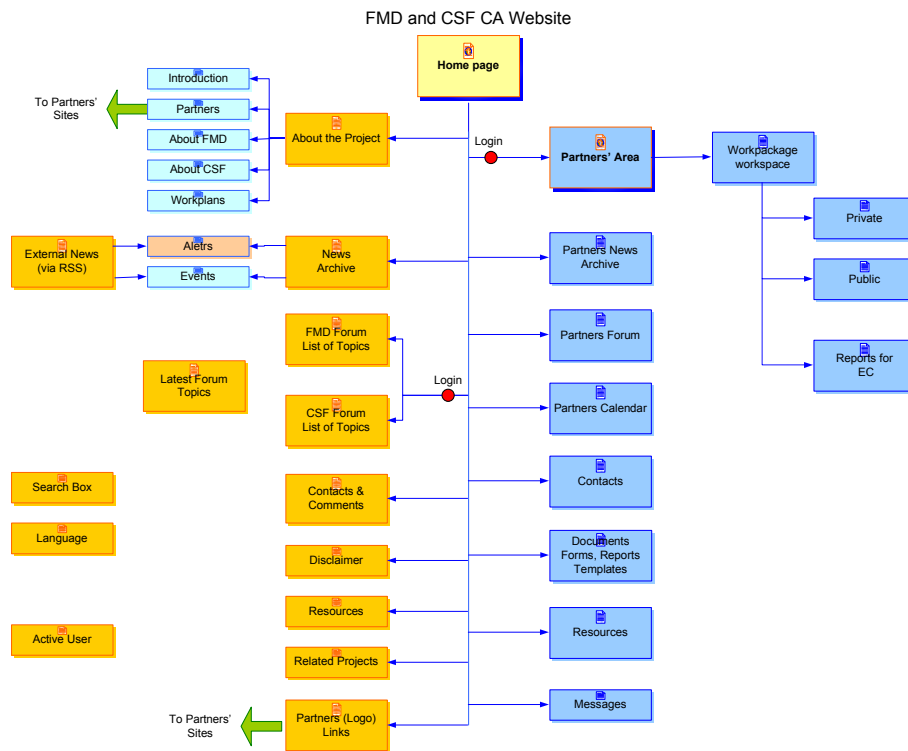 FMD and CSF CA Website
Home page
Introduction
To Partners'
Sites
Partners
About FMD
About CSF
Workplans
About the Project
Login
Partners' Area
Workpackage
workspace
Private
Public
Reports for
EC
External News
(via RSS)
Aletrs
Events
News
Archive
Partners News
Archive
FMD Forum
List of Topics
Partners Forum
Latest Forum
Topics
Login
CSF Forum
List of Topics
Partners Calendar
Search Box
Contacts &
Comments
Contacts
Language
Disclaimer
Documents
Forms, Reports
Templates
Resources
Resources
Active User
Related Projects
To Partners'
Sites
Partners (Logo)
Links
Messages